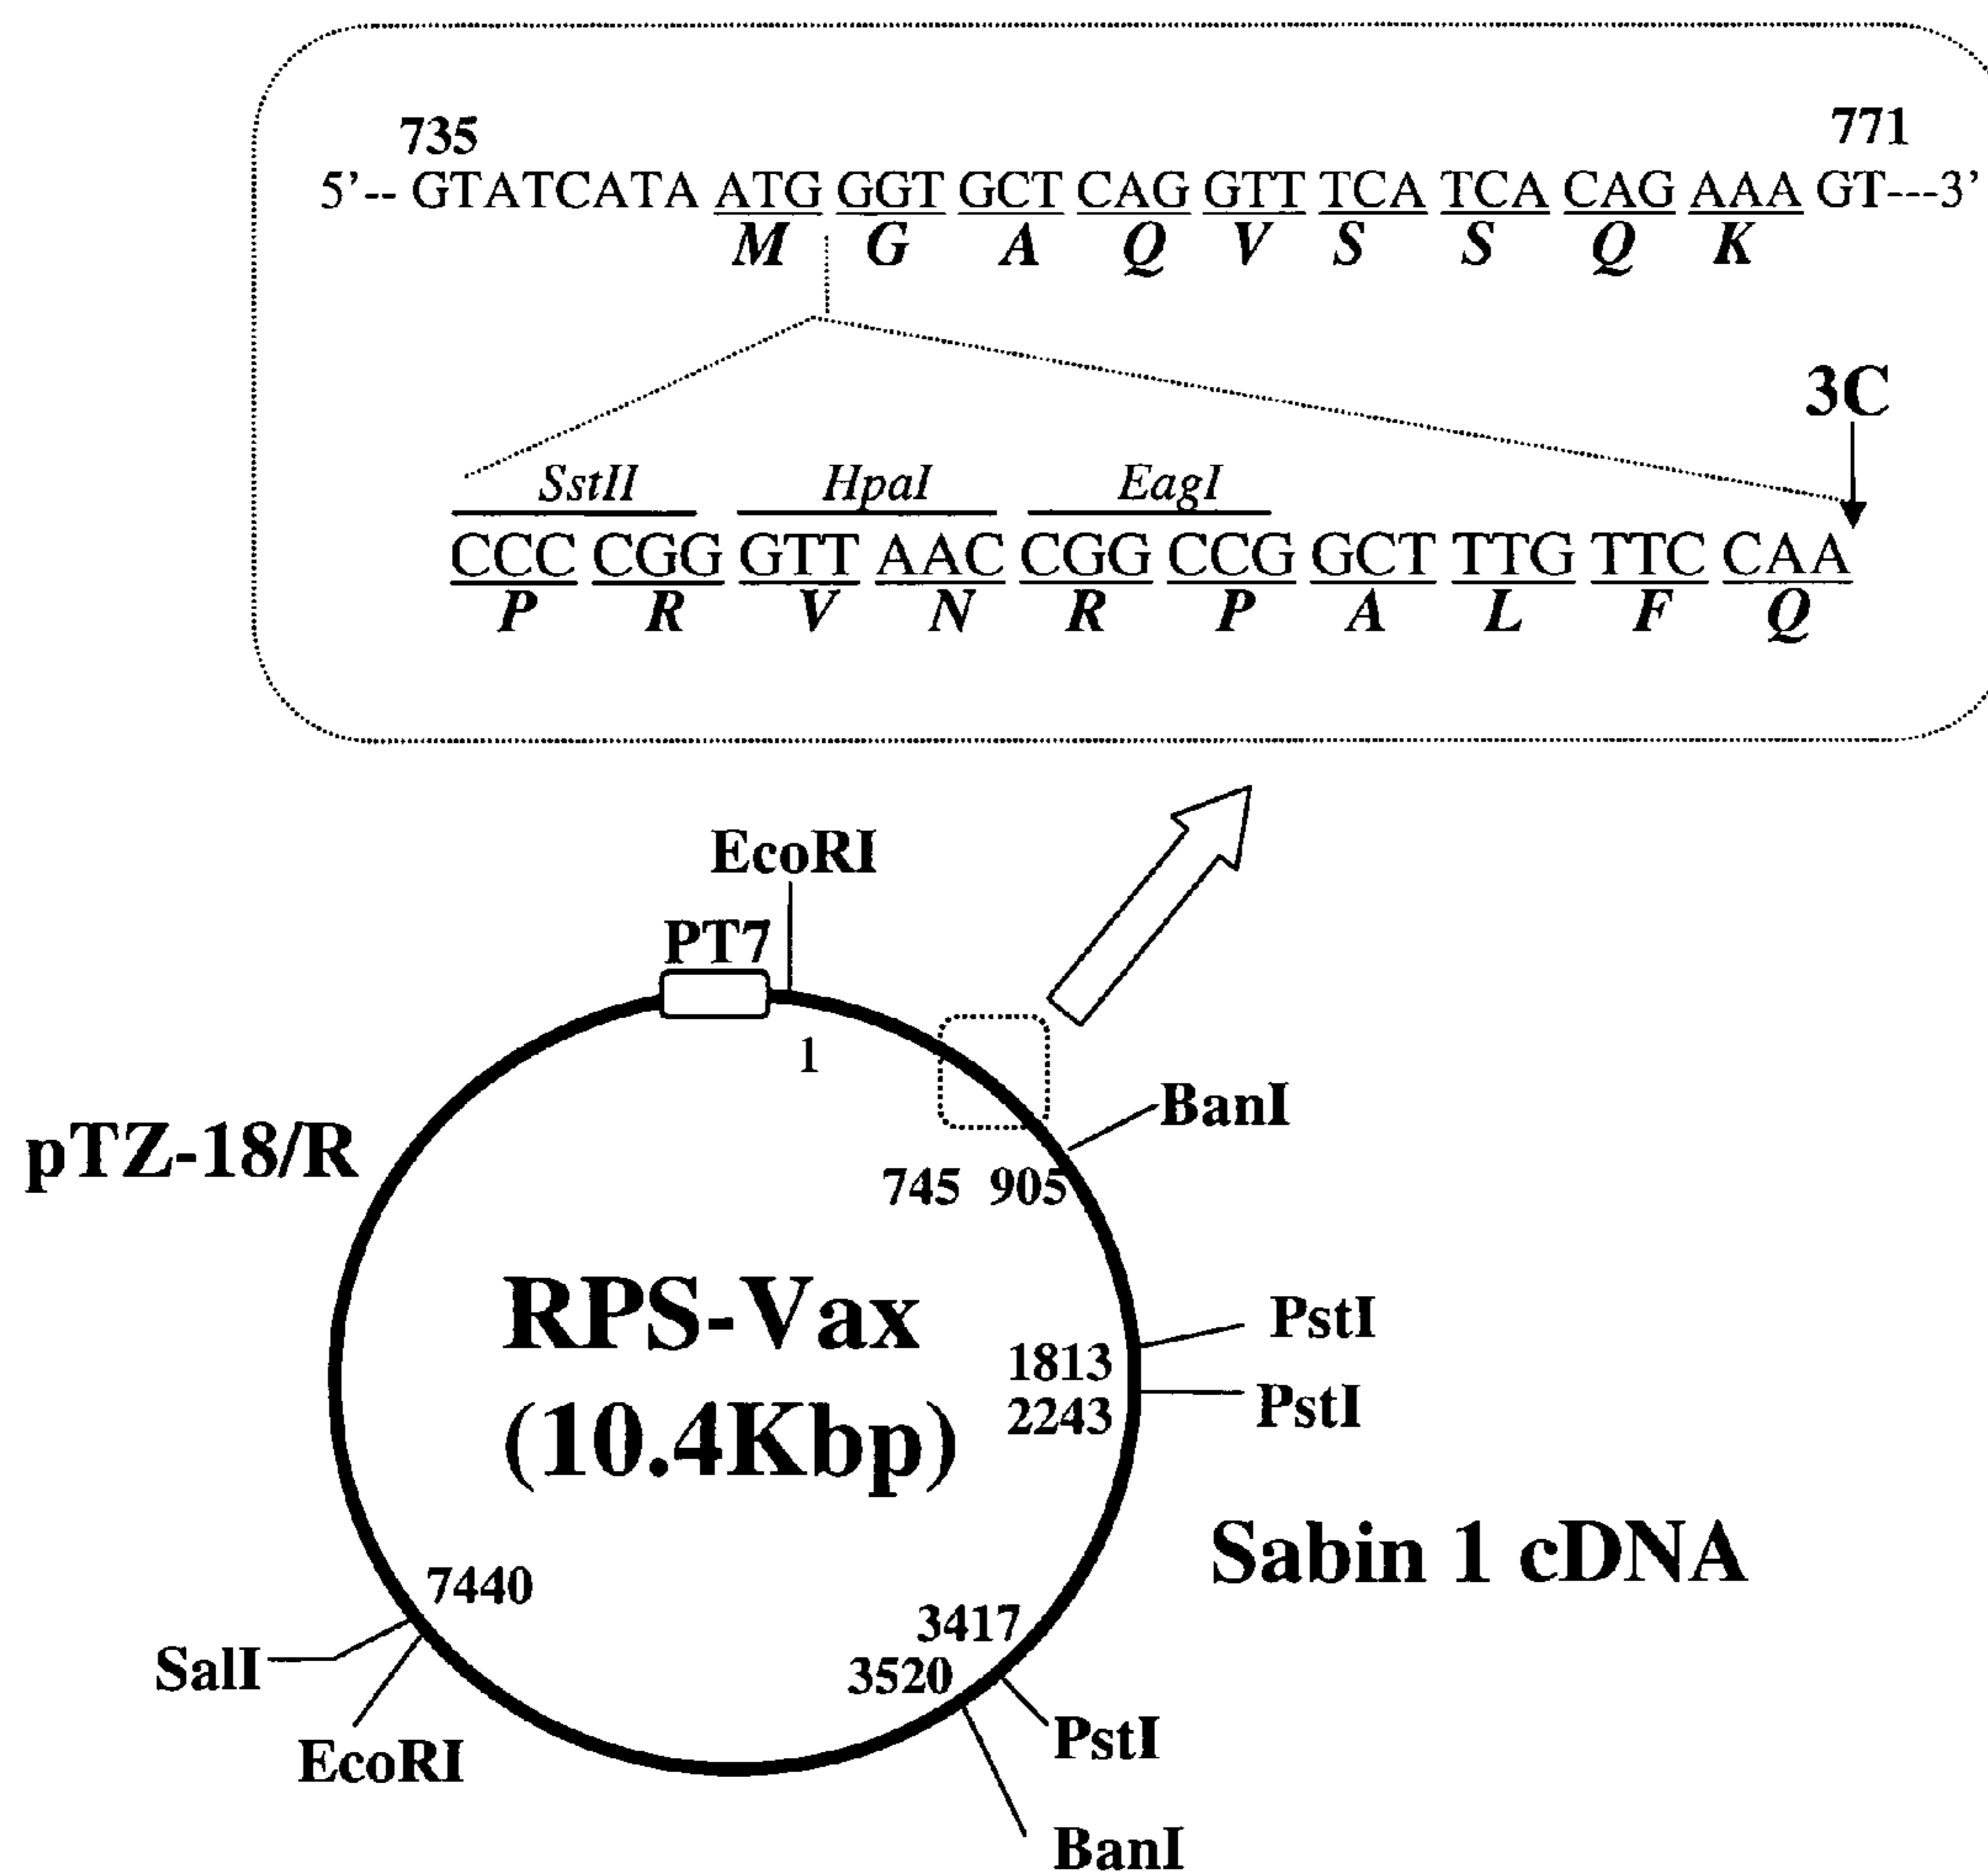 735 771
5'-- GTATCATA ATG GGT GCT CAG GTT TCA TCA CAG AAA GT---3'
M G A Q V S S Q K
3C
SstII HpaI EagI
CCC CGG GTT AAC CGG CCG GCT TTG TTC CAA
P R V N R P A L F Q
EcoRI
PT7
1
BanI
pTZ-18/R
745 905
RPS-Vax
(10.4Kbp)
PstI
1813
2243
PstI
Sabin 1 cDNA
7440
3417
3520
SalI
EcoRI
PstI
BanI